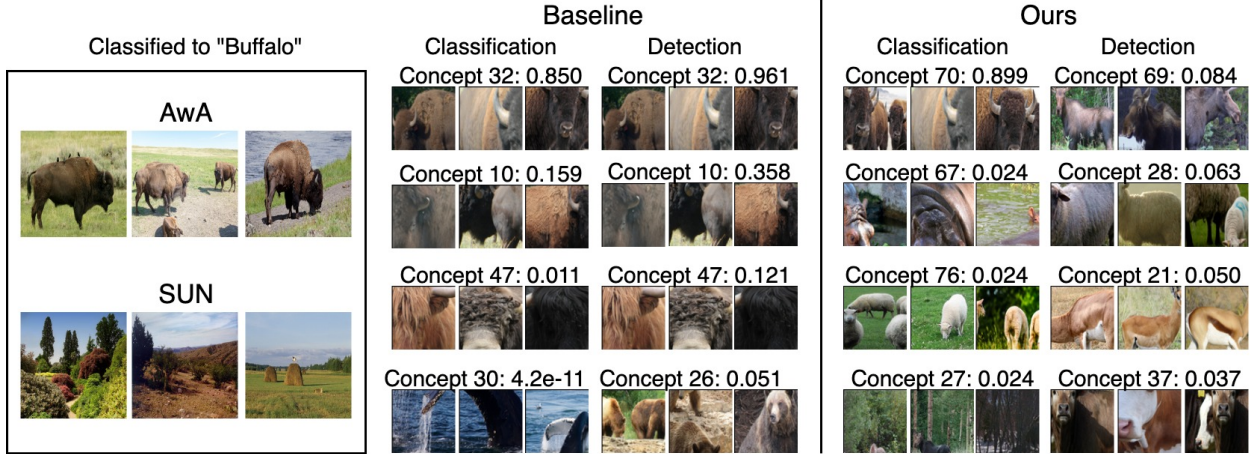 Baseline
Ours
Classified to "Buffalo"
Classification
Detection
Classification
Detection
AwA
SUN
Concept 32: 0.850
Concept 32: 0.961
Concept 70: 0.899
Concept 69: 0.084
Concept 10: 0.159
Concept 10: 0.358
Concept 67: 0.024
Concept 28: 0.063
Concept 47: 0.011
Concept 47: 0.121
Concept 76: 0.024
Concept 21: 0.050
Concept 30: 4.2e-11
Concept 26: 0.051
Concept 27: 0.024
Concept 37: 0.037